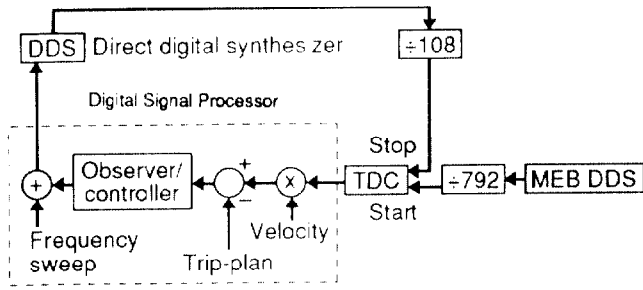 DDS Direct digital synthes zer
÷108
Digital Signal Processor
Stop
Observer/
controller
+
+
−
X
TDC
÷792
MEB DDS
Start
Velocity
Frequency
sweep
Trip-plan